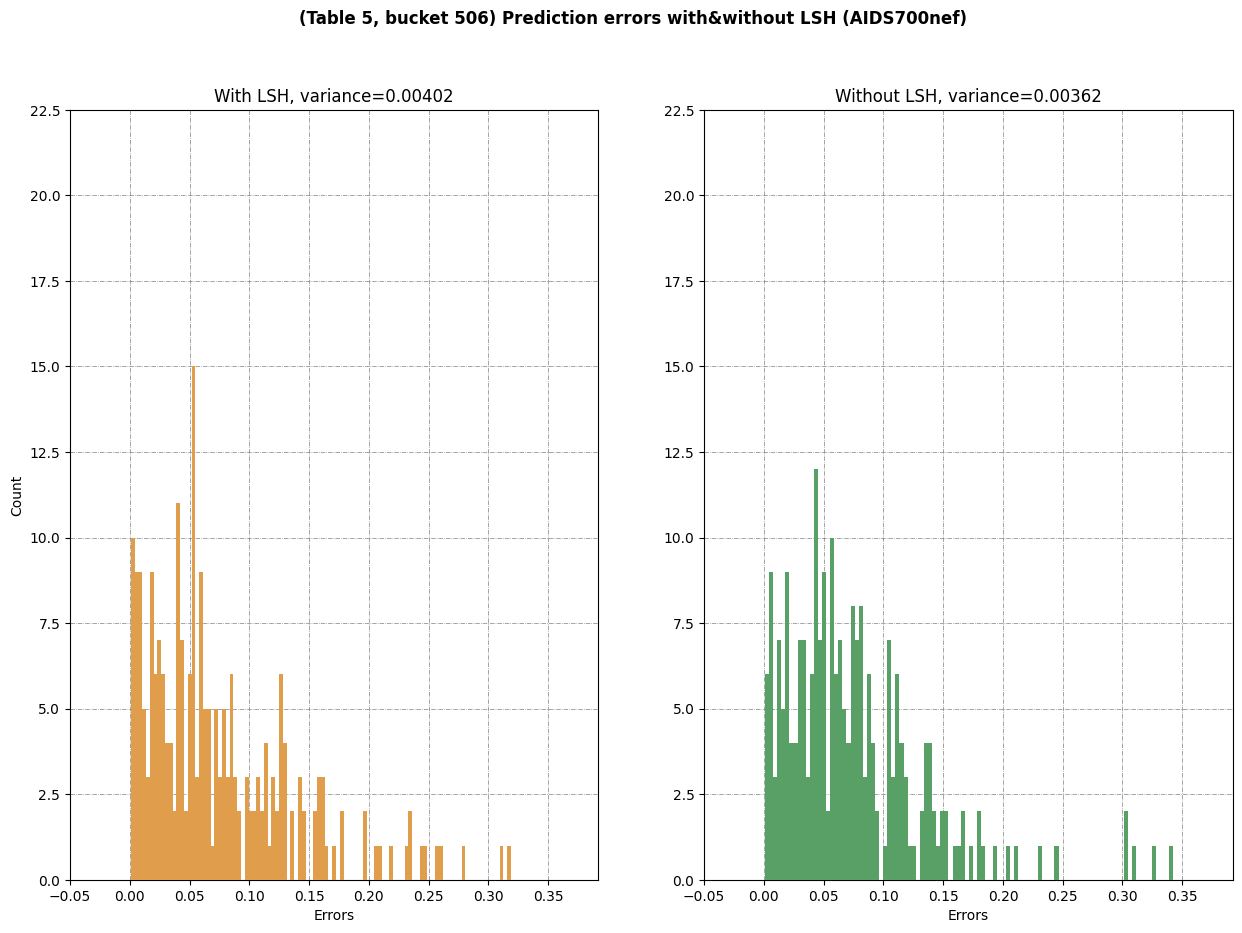 (Table 5, bucket 506) Prediction errors with&without LSH (AIDS700nef)
With LSH, variance=0.00402
22.5
20.0
17.5
15.0
12.5
10.0
7.5
5.0
2.5
0.0
Count
−0.05 0.00 0.05 0.10 0.15 0.20 0.25 0.30 0.35
Errors
Without LSH, variance=0.00362
22.5
20.0
17.5
15.0
12.5
10.0
7.5
5.0
2.5
0.0
−0.05 0.00 0.05 0.10 0.15 0.20 0.25 0.30 0.35
Errors